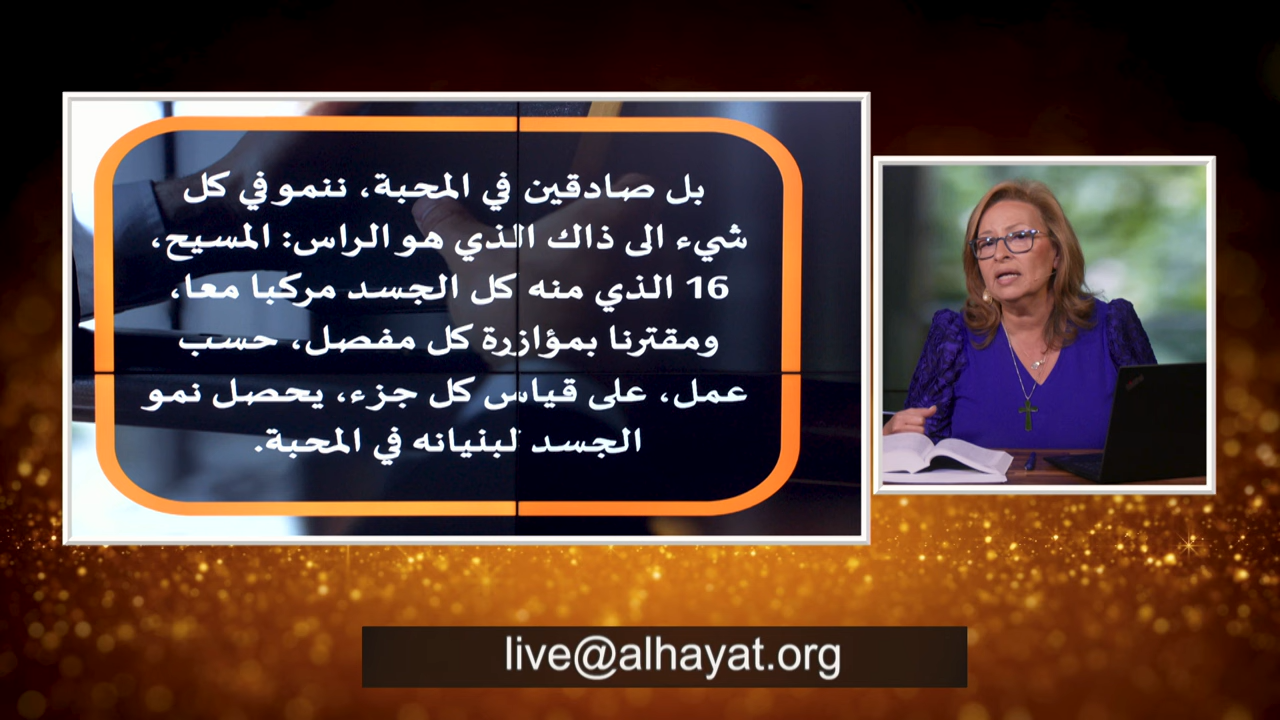 بل صادقين في المحبة، ننمو في كل
شيء الى ذاك الذي هو الراس: المسيح،
16 الذي منه كل الجسد مركبا معا،
ومقترنا بمؤازرة كل مفصل، حسب
عمل، على قياس كل جزء، يحصل نمو
الجسد لبنيانه في المحبة.
live@alhayat.org